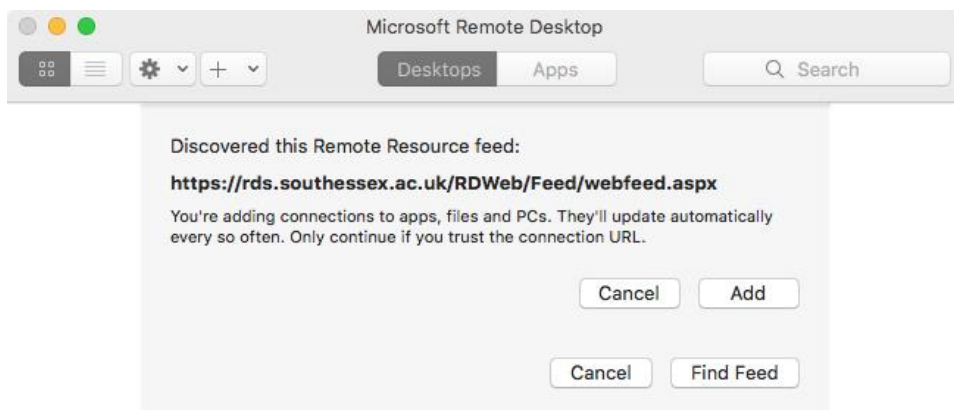 Microsoft Remote Desktop
Desktops Apps Search
Discovered this Remote Resource feed:
https://rds.southessex.ac.uk/RDWeb/Feed/webfeed.aspx
You're adding connections to apps, files and PCs. They'll update automatically
every so often. Only continue if you trust the connection URL.
Cancel Add
Cancel Find Feed